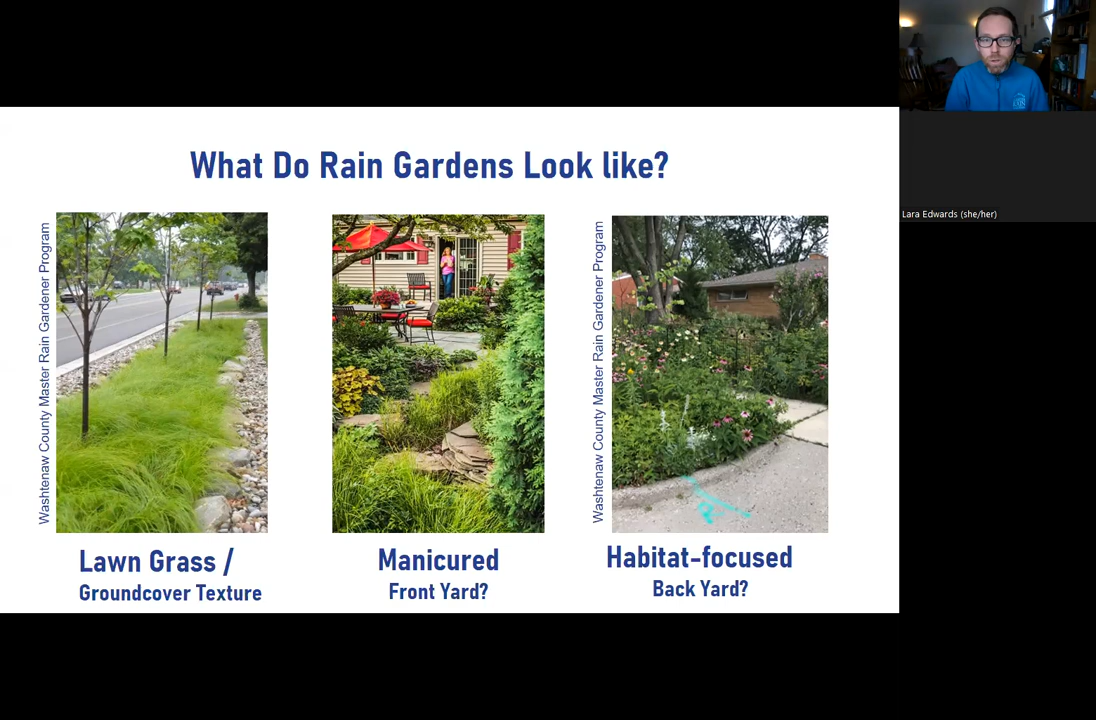 Lara Edwards (she/her)
What Do Rain Gardens Look like?
Washtenaw County Master Rain Gardener Program
Washtenaw County Master Rain Gardener Program
Lawn Grass /
Groundcover Texture
Manicured
Front Yard?
Habitat-focused
Back Yard?